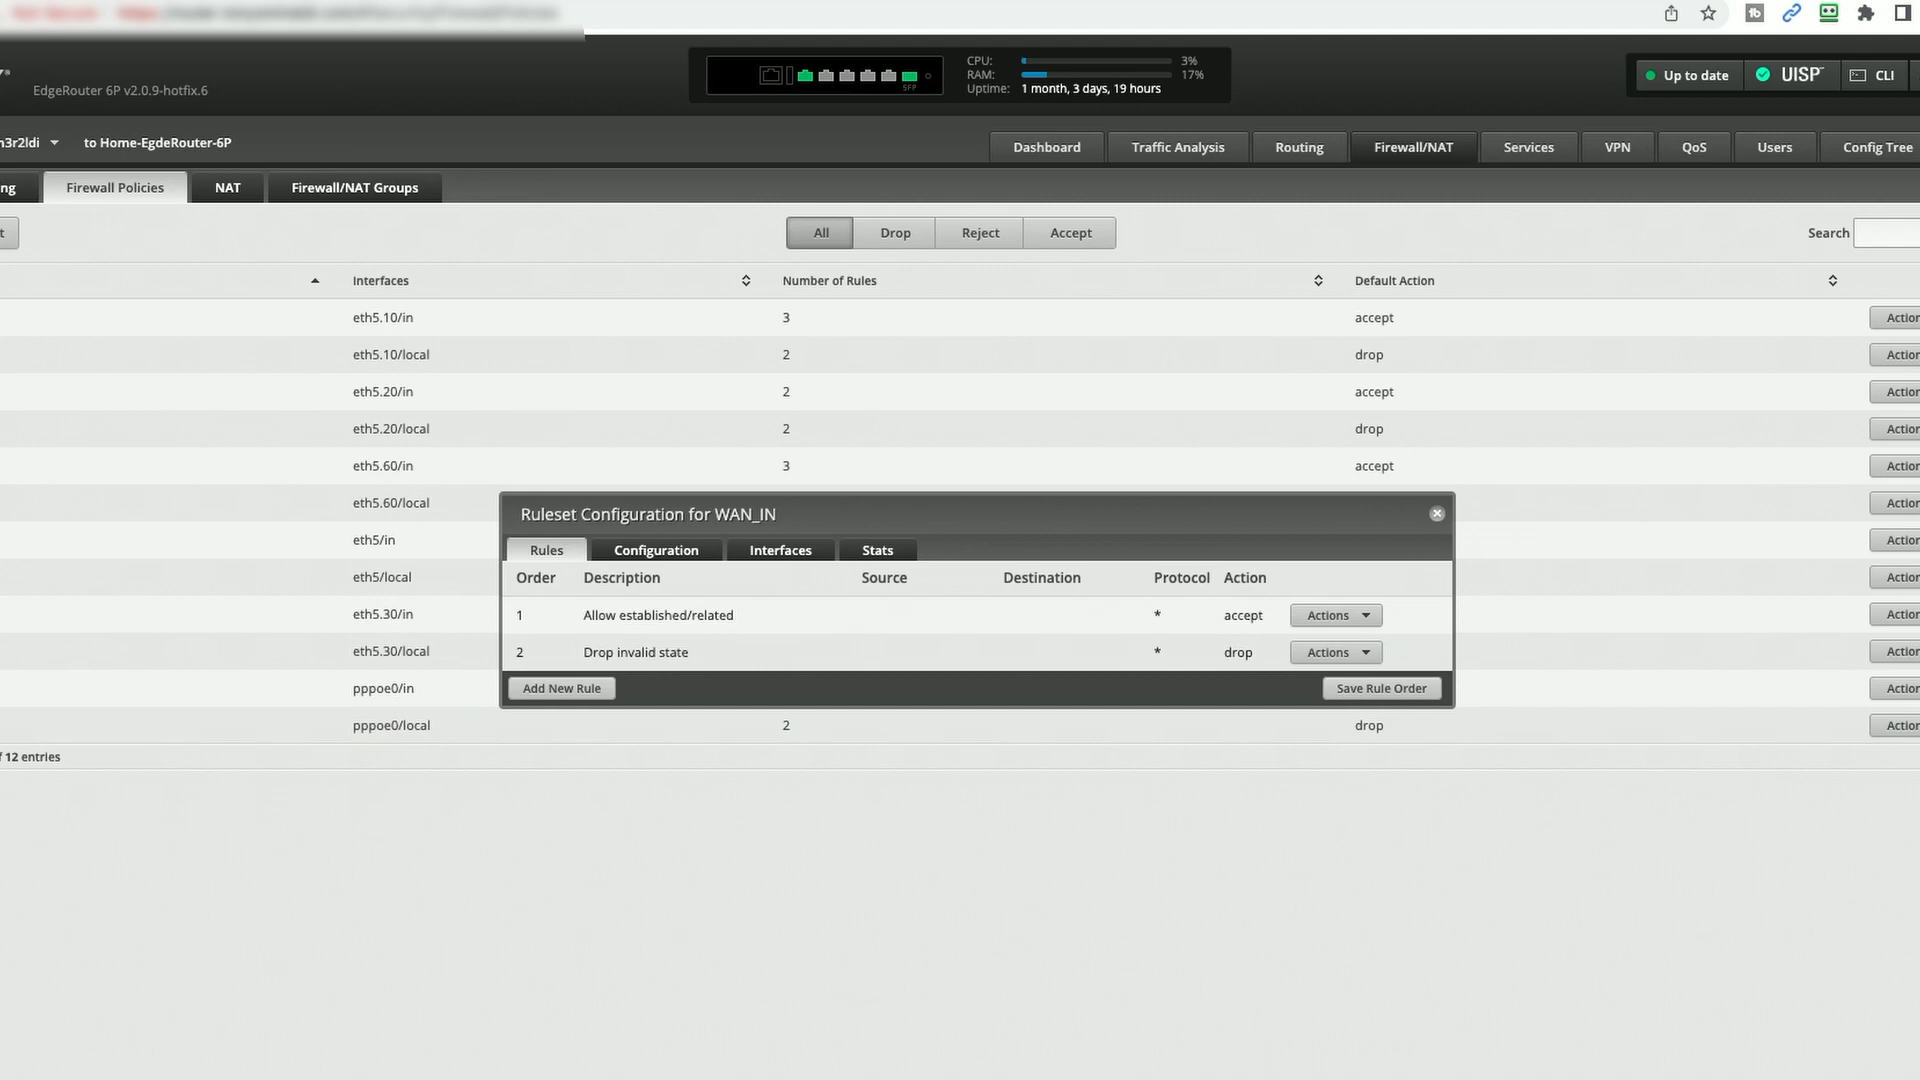 EdgeRouter 6P v2.0.9-hotfix.6
SFP
CPU: 3%
RAM: 17%
Uptime: 1 month, 3 days, 19 hours
Up to date UISP CLI
n3r2ldi to Home-EgdeRouter-6P
Dashboard Traffic Analysis Routing Firewall/NAT Services VPN QoS Users Config Tree
ng Firewall Policies NAT Firewall/NAT Groups
t All Drop Reject Accept Search
Interfaces Number of Rules Default Action
eth5.10/in 3 accept Action
eth5.10/local 2 drop Action
eth5.20/in 2 accept Action
eth5.20/local 2 drop Action
eth5.60/in 3 accept Action
eth5.60/local Action
eth5/in Action
eth5/local Action
eth5.30/in Action
eth5.30/local Action
pppoe0/in Action
pppoe0/local 2 drop Action
f 12 entries
Ruleset Configuration for WAN_IN
Rules Configuration Interfaces Stats
Order Description Source Destination Protocol Action
1 Allow established/related * accept Actions
2 Drop invalid state * drop Actions
Add New Rule Save Rule Order